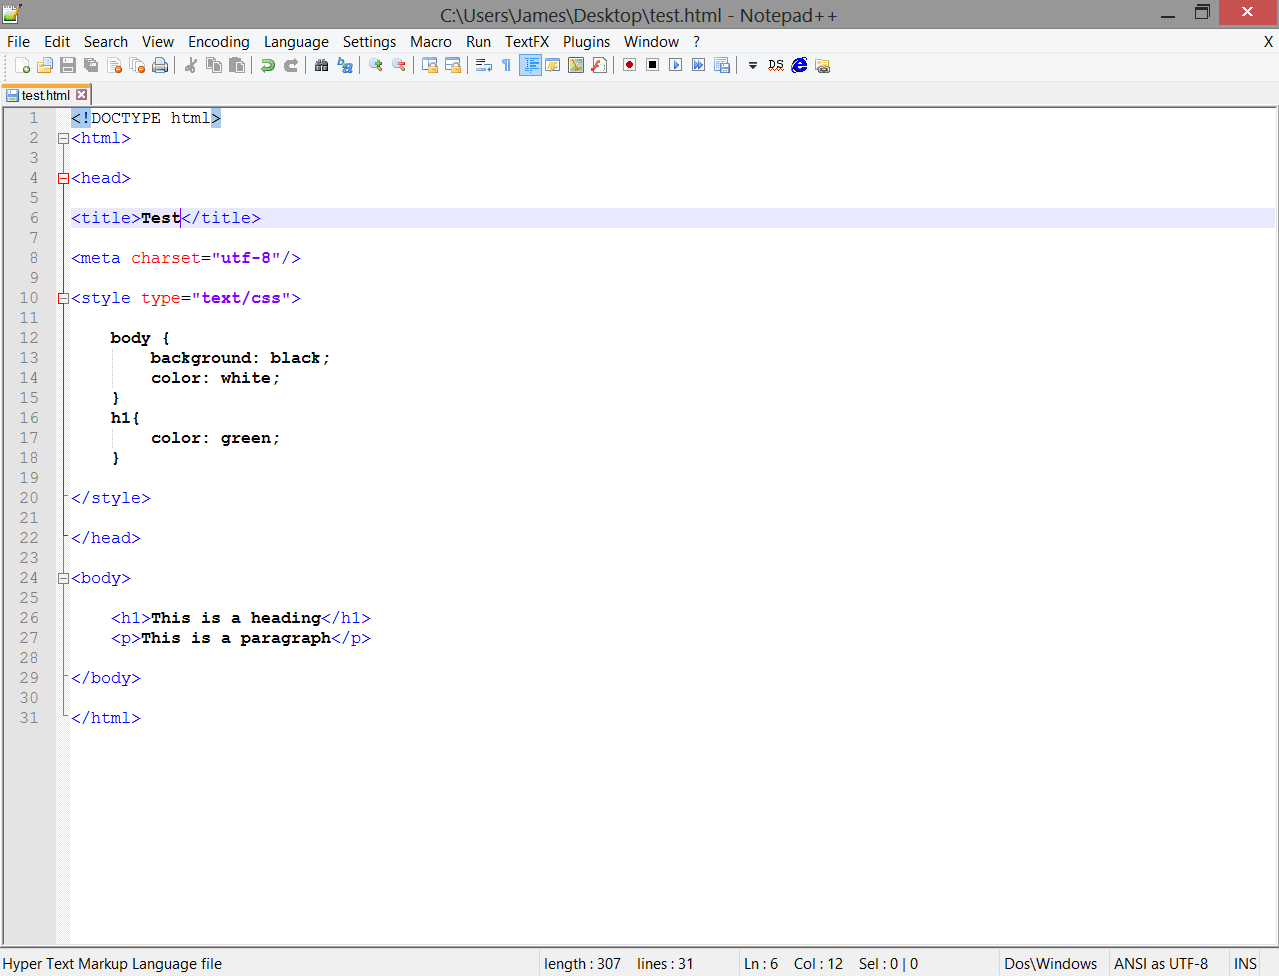 C:\Users\James\Desktop\test.html - Notepad++
File Edit Search View Encoding Language Settings Macro Run TextFX Plugins Window ? X
DS
test.html
1 <!DOCTYPE html>
2 <html>
3
4 <head>
5
6 <title>Test</title>
7
8 <meta charset="utf-8"/>
9
10 <style type="text/css">
11
12 body {
13 background: black;
14 color: white;
15 }
16 h1{
17 color: green;
18 }
19
20 </style>
21
22 </head>
23
24 <body>
25
26 <h1>This is a heading</h1>
27 <p>This is a paragraph</p>
28
29 </body>
30
31 </html>
Hyper Text Markup Language file length : 307 lines : 31 Ln : 6 Col : 12 Sel : 0 | 0 Dos\Windows ANSI as UTF-8 INS